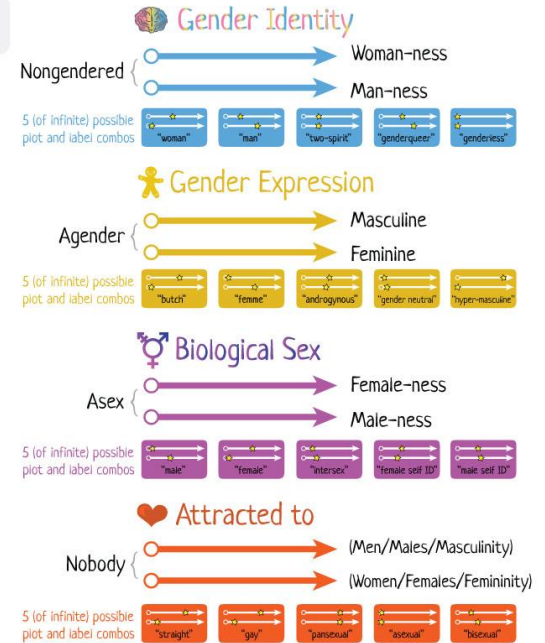 Gender Identity
Woman-ness
Nongendered
Man-ness
5 (of infinite) possible
plot and label combos
"woman"
"man"
"two-spirit"
"genderqueer"
"genderless"
Gender Expression
Masculine
Agender
Feminine
5 (of infinite) possible
plot and label combos
"butch"
"femme"
"androgynous"
"gender neutral"
"hyper-masculine"
Biological Sex
Female-ness
Asex
Male-ness
5 (of infinite) possible
plot and label combos
"male"
"female"
"intersex"
"female self ID"
"male self ID"
Attracted to
(Men/Males/Masculinity)
Nobody
(Women/Females/Femininity)
5 (of infinite) possible
plot and label combos
"straight"
"gay"
"pansexual"
"asexual"
"bisexual"